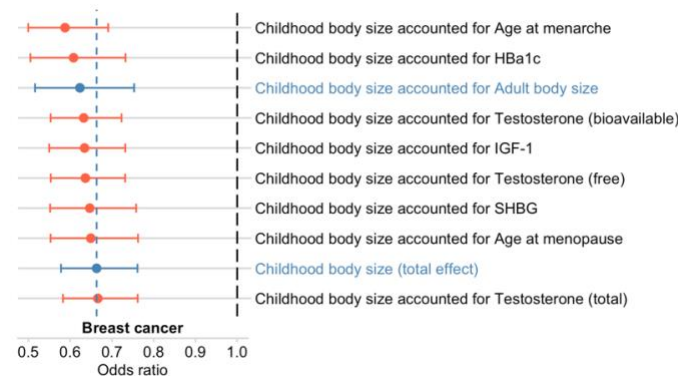 Childhood body size accounted for Age at menarche
Childhood body size accounted for HBa1c
Childhood body size accounted for Adult body size
Childhood body size accounted for Testosterone (bioavailable)
Childhood body size accounted for IGF-1
Childhood body size accounted for Testosterone (free)
Childhood body size accounted for SHBG
Childhood body size accounted for Age at menopause
Childhood body size (total effect)
Childhood body size accounted for Testosterone (total)
Breast cancer
0.5 0.6 0.7 0.8 0.9 1.0
Odds ratio